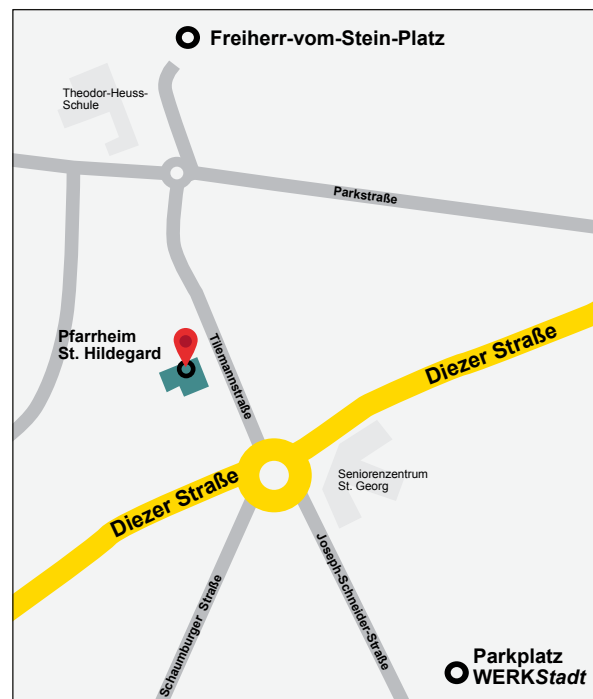 Freiherr-vom-Stein-Platz
Theodor-Heuss-
Schule
Parkstraße
Pfarrheim
St. Hildegard
Tilemannstraße
Diezer Straße
Diezer Straße
Seniorenzentrum
St. Georg
Schaumburger Straße
Joseph-Schneider-Straße
Parkplatz
WERKStadt